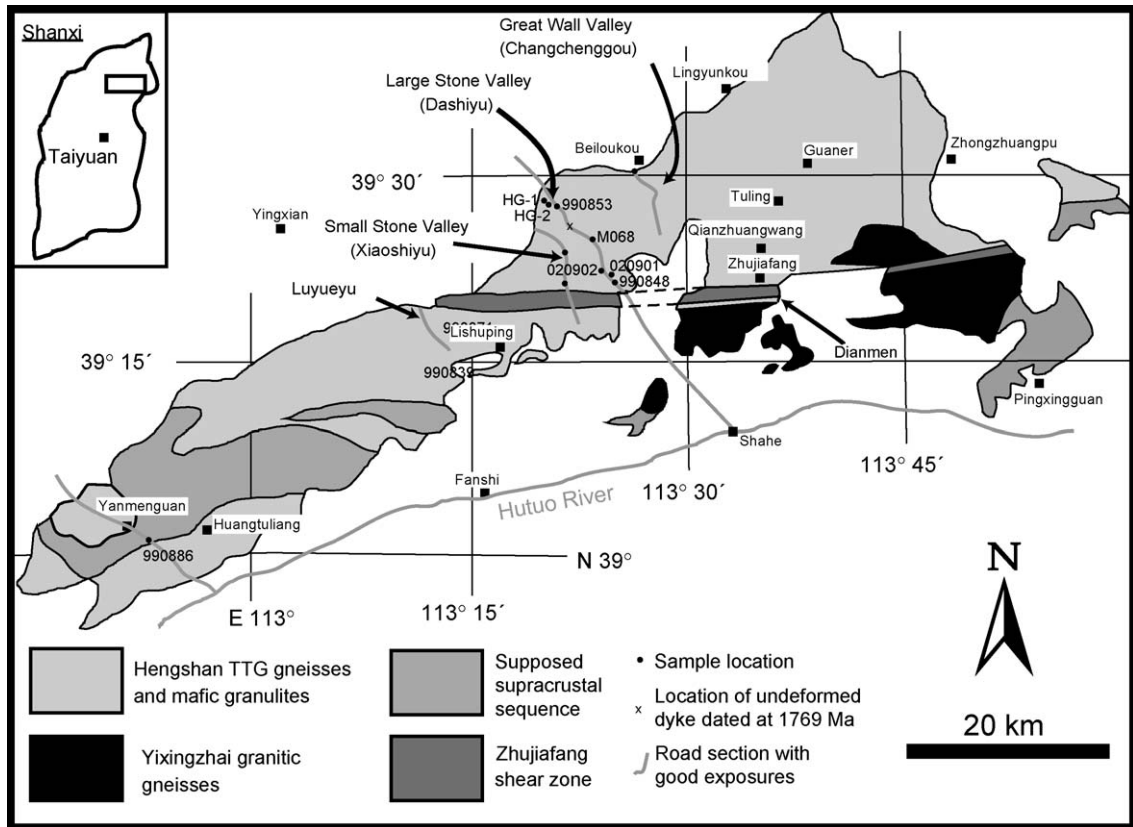 Shanxi
Taiyuan
Great Wall Valley
(Changchenggou)
Large Stone Valley
(Dashiyu)
Lingyunkou
Beiloukou
Guaner
Zhongzhuangpu
39° 30´
HG-1
HG-2
990853
Tuling
Yingxian
Small Stone Valley
(Xiaoshiyu)
M068
Qianzhuangwang
020902
020901
990848
Zhujiafang
Luyueyu
Lishuping
Dianmen
39° 15´
990839
Pingxingguan
Shahe
113° 45´
Fanshi
113° 30´
Hutuo River
Yanmenguan
Huangtuliang
990886
N 39°
E 113°
113° 15´
N
Hengshan TTG gneisses
and mafic granulites
Yixingzhai granitic
gneisses
Supposed
supracrustal
sequence
Zhujiafang
shear zone
Sample location
x Location of undeformed
dyke dated at 1769 Ma
Road section with
good exposures
20 km